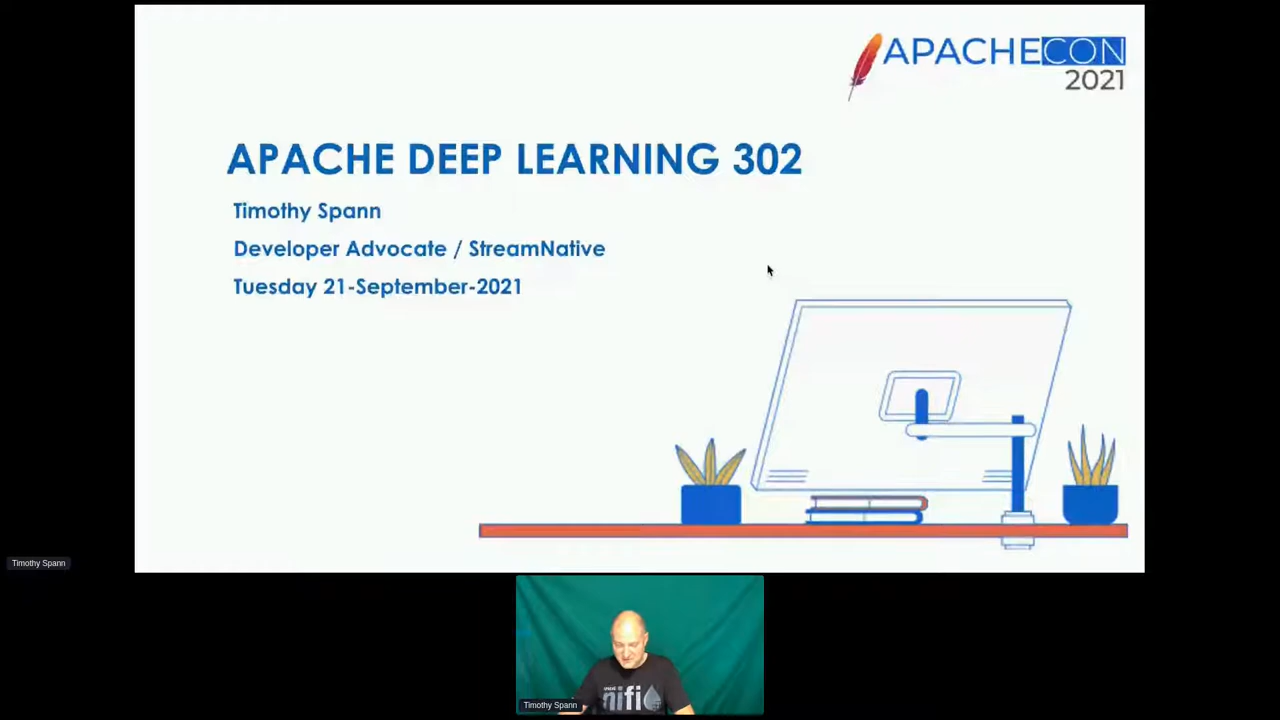 APACHECON
2021
APACHE DEEP LEARNING 302
Timothy Spann
Developer Advocate / StreamNative
Tuesday 21-September-2021
Timothy Spann
nifi
Timothy Spann